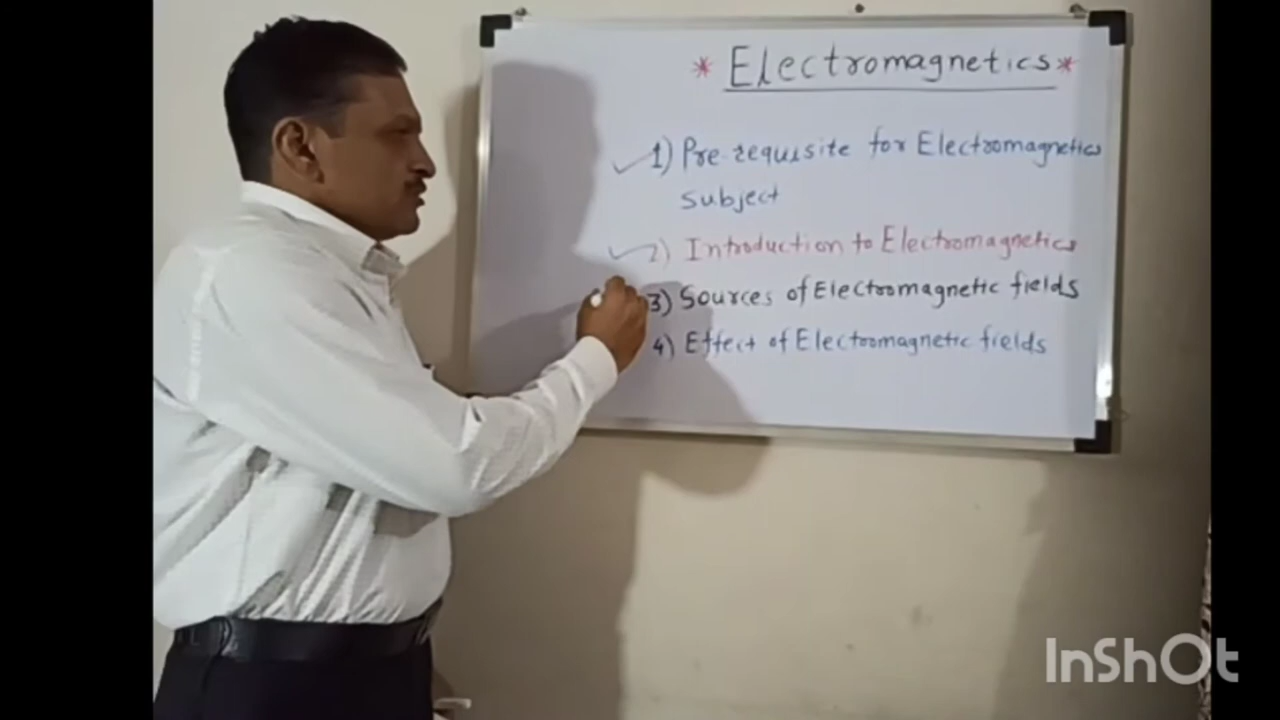 * Electromagnetics *
1) Pre-requisite for Electromagnetics
subject
2) Introduction to Electromagnetics
3) Sources of Electromagnetic fields
4) Effect of Electromagnetic fields
InShOt